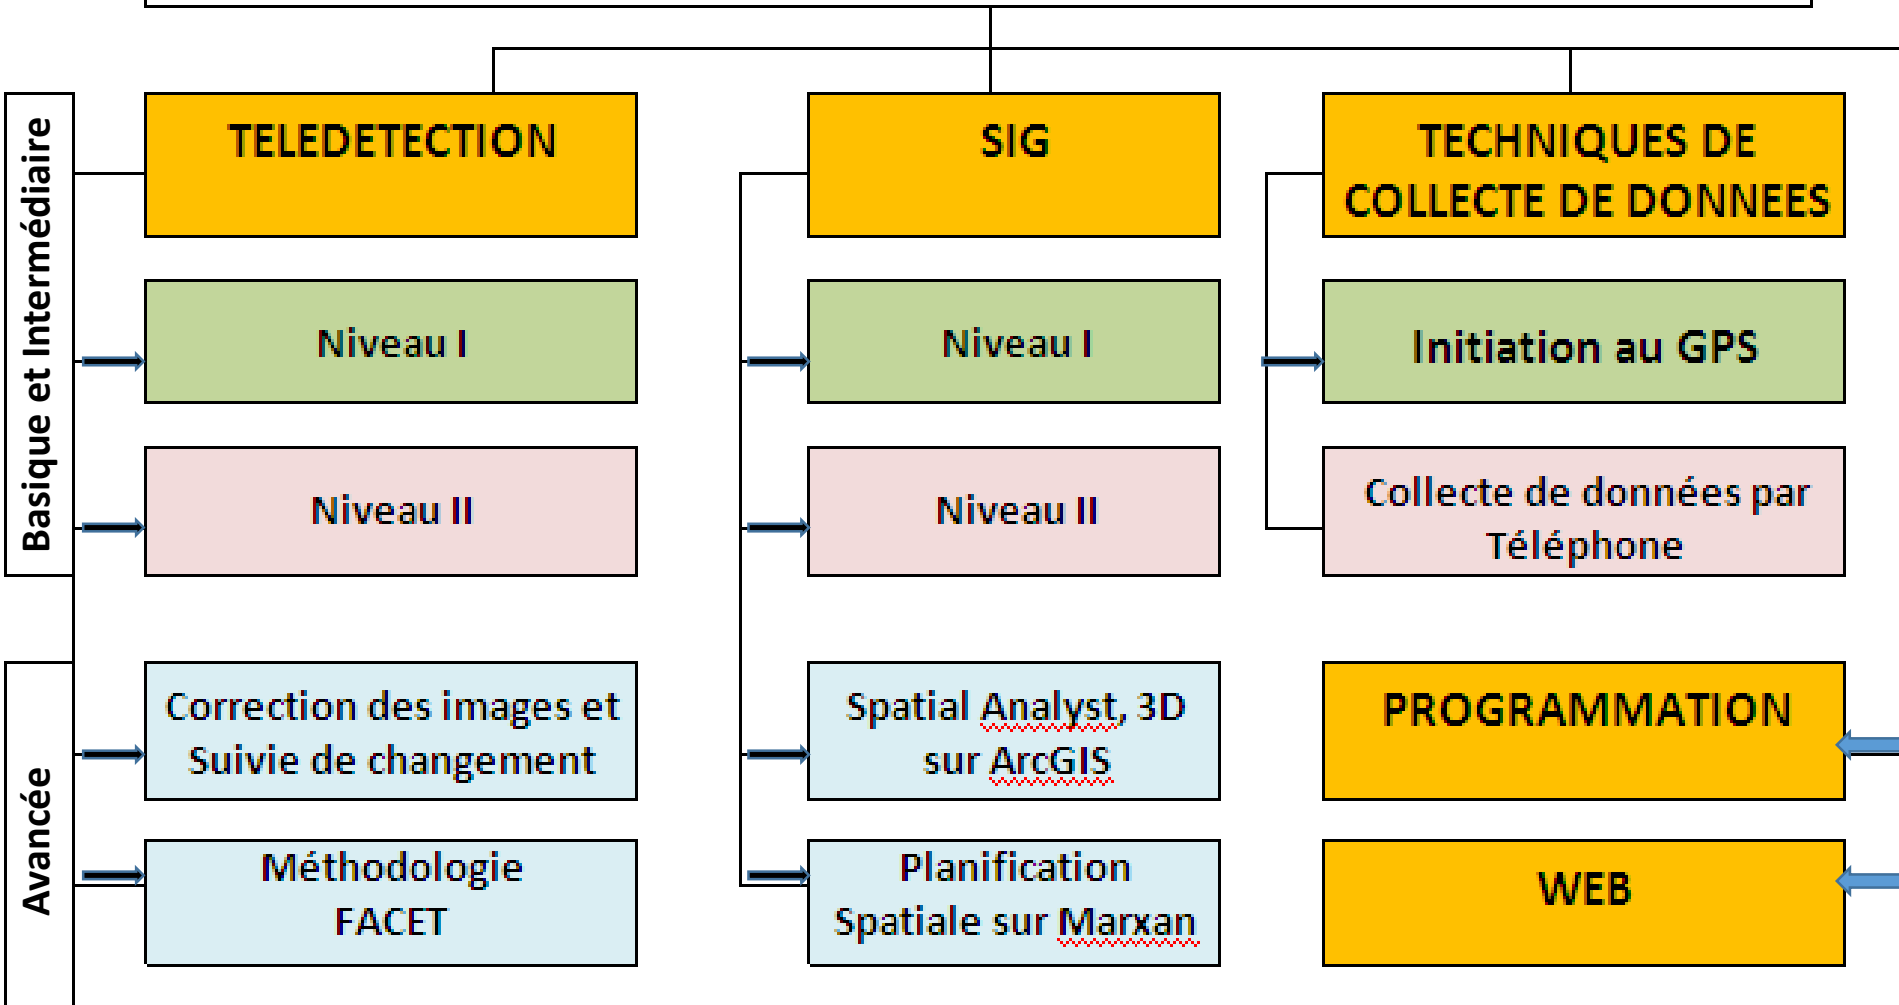 Basique et Intermédiaire
TELEDETECTION
SIG
TECHNIQUES DE
COLLECTE DE DONNEES
Niveau I
Niveau I
Initiation au GPS
Niveau II
Niveau II
Collecte de données par
Téléphone
Avancée
Correction des images et
Suivie de changement
Spatial Analyst, 3D
sur ArcGIS
PROGRAMMATION
Méthodologie
FACET
Planification
Spatiale sur Marxan
WEB